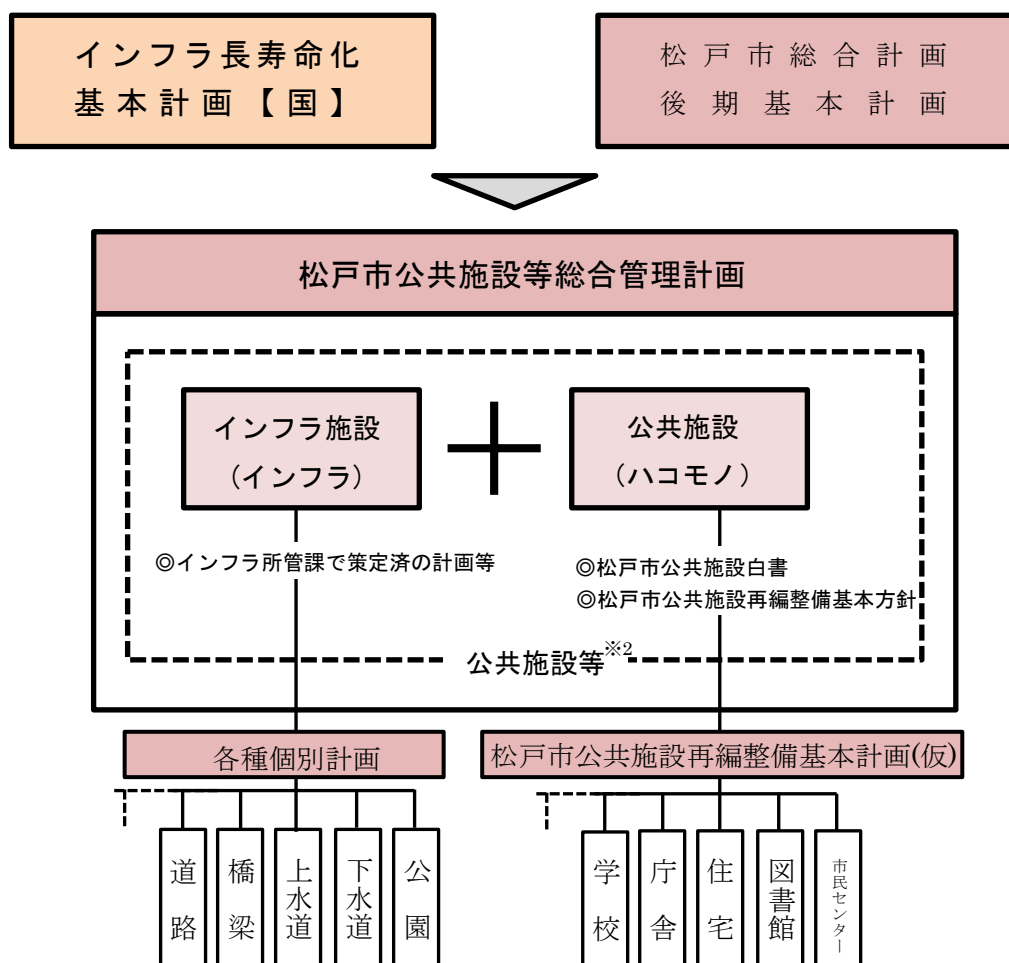 インフラ長寿命化
基本計画【国】
松戸市総合計画
後期基本計画
松戸市公共施設等総合管理計画
インフラ施設
（インフラ）
公共施設
（ハコモノ）
◎インフラ所管課で策定済の計画等
◎松戸市公共施設白書
◎松戸市公共施設再編整備基本方針
公共施設等※2
各種個別計画
松戸市公共施設再編整備基本計画(仮)
道路
橋梁
上水道
下水道
公園
学校
庁舎
住宅
図書館
市民センター